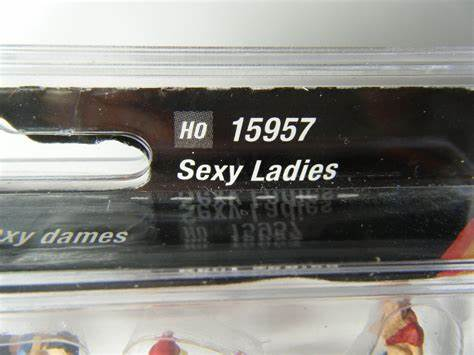 HO 15957
Sexy Ladies
xy dames